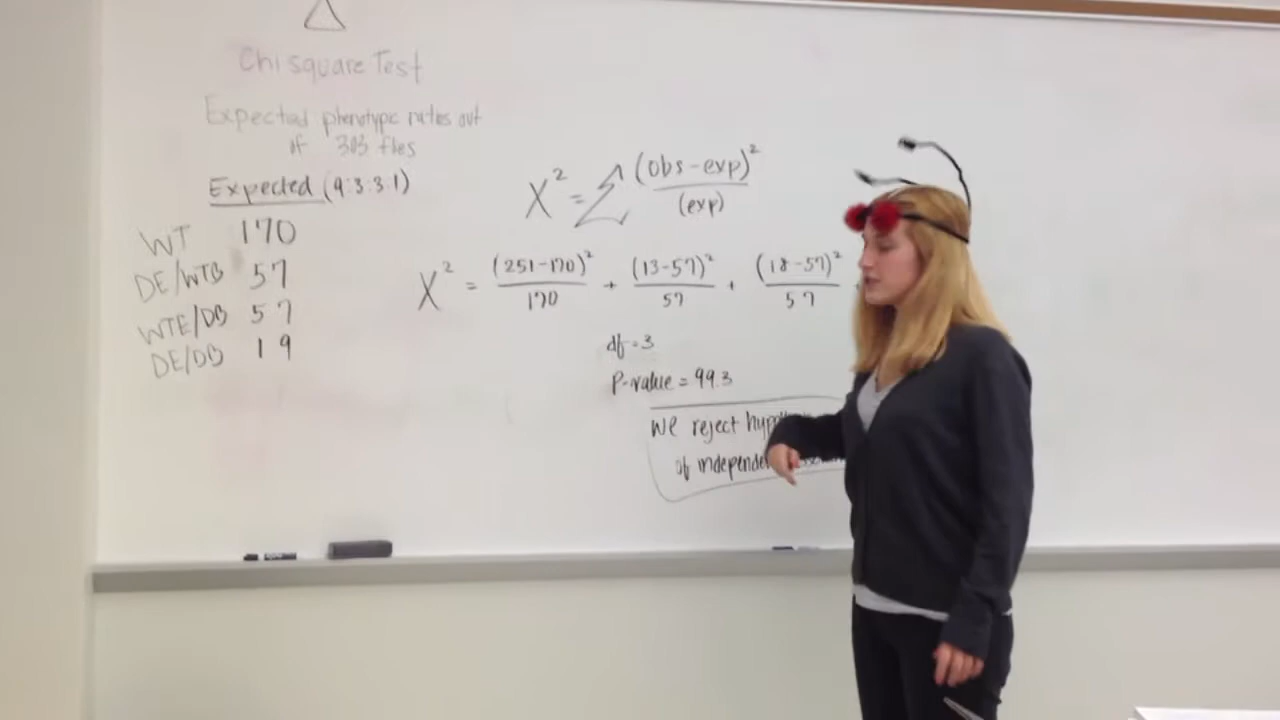 Chi square Test
Expected phenotypic rates out
of 303 flies
Expected (9:3:3:1)
WT 170
DE/WTB 57
WTE/DB 57
DE/DB 19
X² = Σ (obs-exp)² / (exp)
X² = (251-170)² / 170 + (13-57)² / 57 + (18-57)² / 57
df = 3
P-value = 99.3
We reject
of